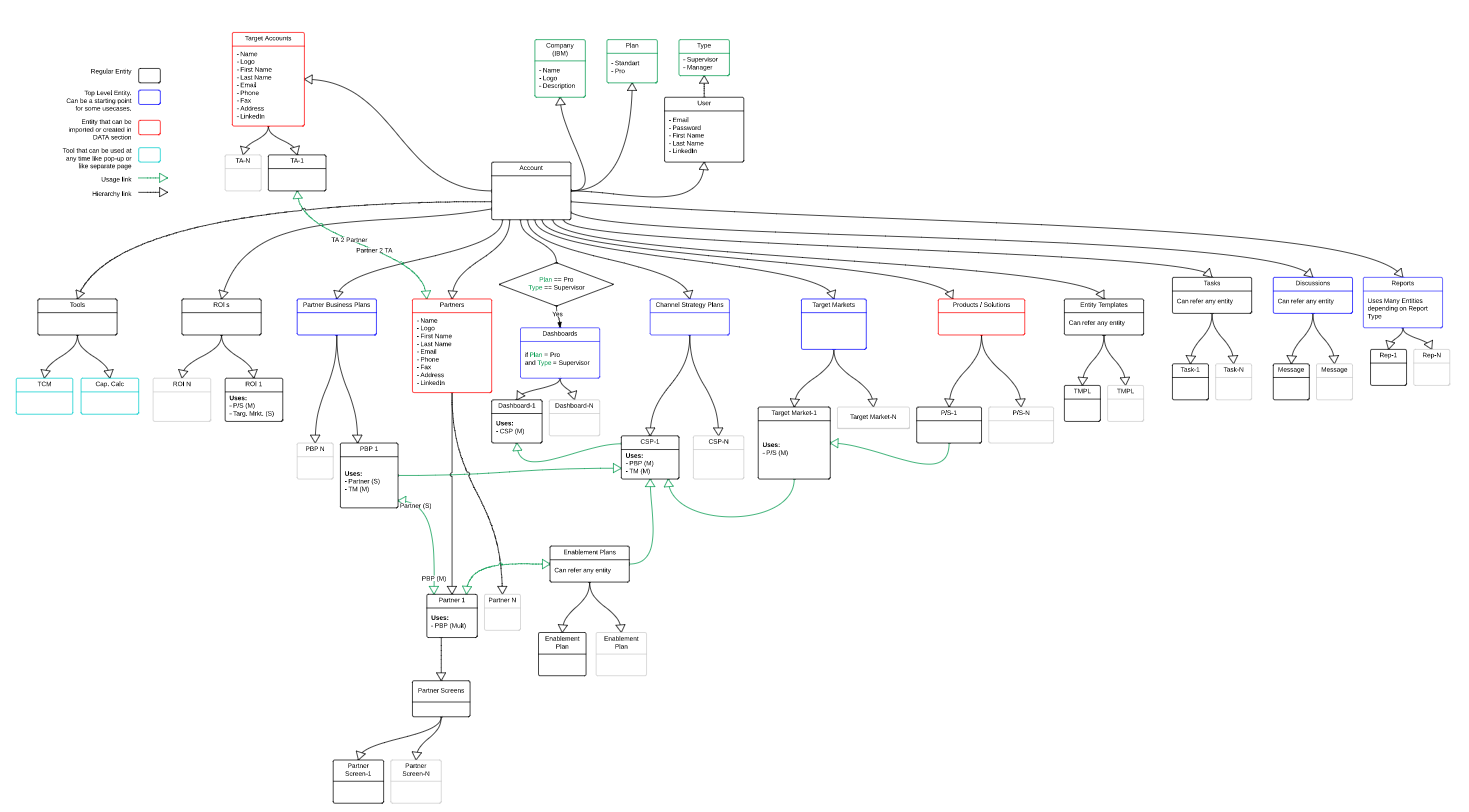 Regular Entity
Top Level Entity.
Can be a starting point
for some usecases.
Entity that can be
imported or created in
DATA section
Tool that can be used at
any time like pop-up or
like separate page
Usage link
Hierarchy link
Target Accounts
- Name
- Logo
- First Name
- Last Name
- Email
- Phone
- Fax
- Address
- LinkedIn
TA-N
TA-1
Company
(IBM)
- Name
- Logo
- Description
Plan
- Standart
- Pro
Type
- Supervisor
- Manager
User
- Email
- Password
- First Name
- Last Name
- LinkedIn
Account
TA 2 Partner
Partner 2 TA
Tools
TCM
Cap. Calc
ROI s
ROI N
ROI 1
Uses:
- P/S (M)
- Targ. Mrkt. (S)
Partner Business Plans
PBP N
PBP 1
Uses:
- Partner (S)
- TM (M)
Partners
- Name
- Logo
- First Name
- Last Name
- Email
- Phone
- Fax
- Address
- LinkedIn
Plan == Pro
Type == Supervisor
Yes
Dashboards
if Plan = Pro
and Type = Supervisor
Dashboard-1
Uses:
- CSP (M)
Dashboard-N
Channel Strategy Plans
CSP-1
Uses:
- PBP (M)
- TM (M)
CSP-N
Target Markets
Target Market-1
Uses:
- P/S (M)
Target Market-N
Products / Solutions
P/S-1
P/S-N
Entity Templates
Can refer any entity
TMPL
TMPL
Tasks
Can refer any entity
Task-1
Task-N
Discussions
Can refer any entity
Message
Message
Reports
Uses Many Entities
depending on Report
Type
Rep-1
Rep-N
Partner (S)
PBP (M)
Partner 1
Uses:
- PBP (Mult)
Partner N
Enablement Plans
Can refer any entity
Enablement
Plan
Enablement
Plan
Partner Screens
Partner
Screen-1
Partner
Screen-N